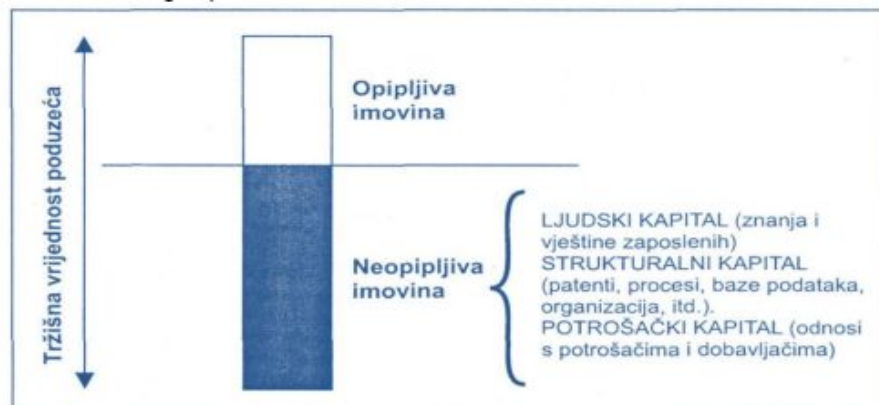 Tržišna vrijednost poduzeća
Opipljiva
imovina
Neopipljiva
imovina
LJUDSKI KAPITAL (znanja i
vještine zaposlenih)
STRUKTURALNI KAPITAL
(patenti, procesi, baze podataka,
organizacija, itd.).
POTROŠAČKI KAPITAL (odnosi
s potrošačima i dobavljačima)